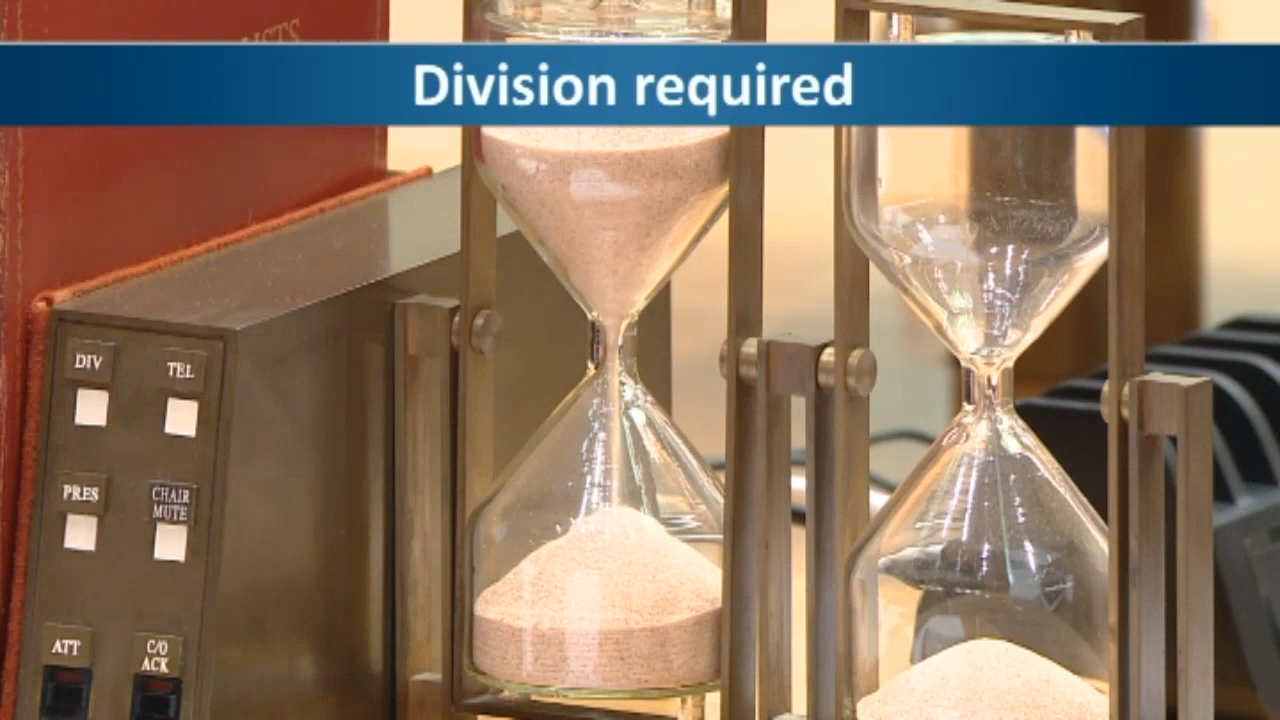 Division required
DIV
TEL
PRES
CHAIR
MUTE
ATT
C/O
ACK